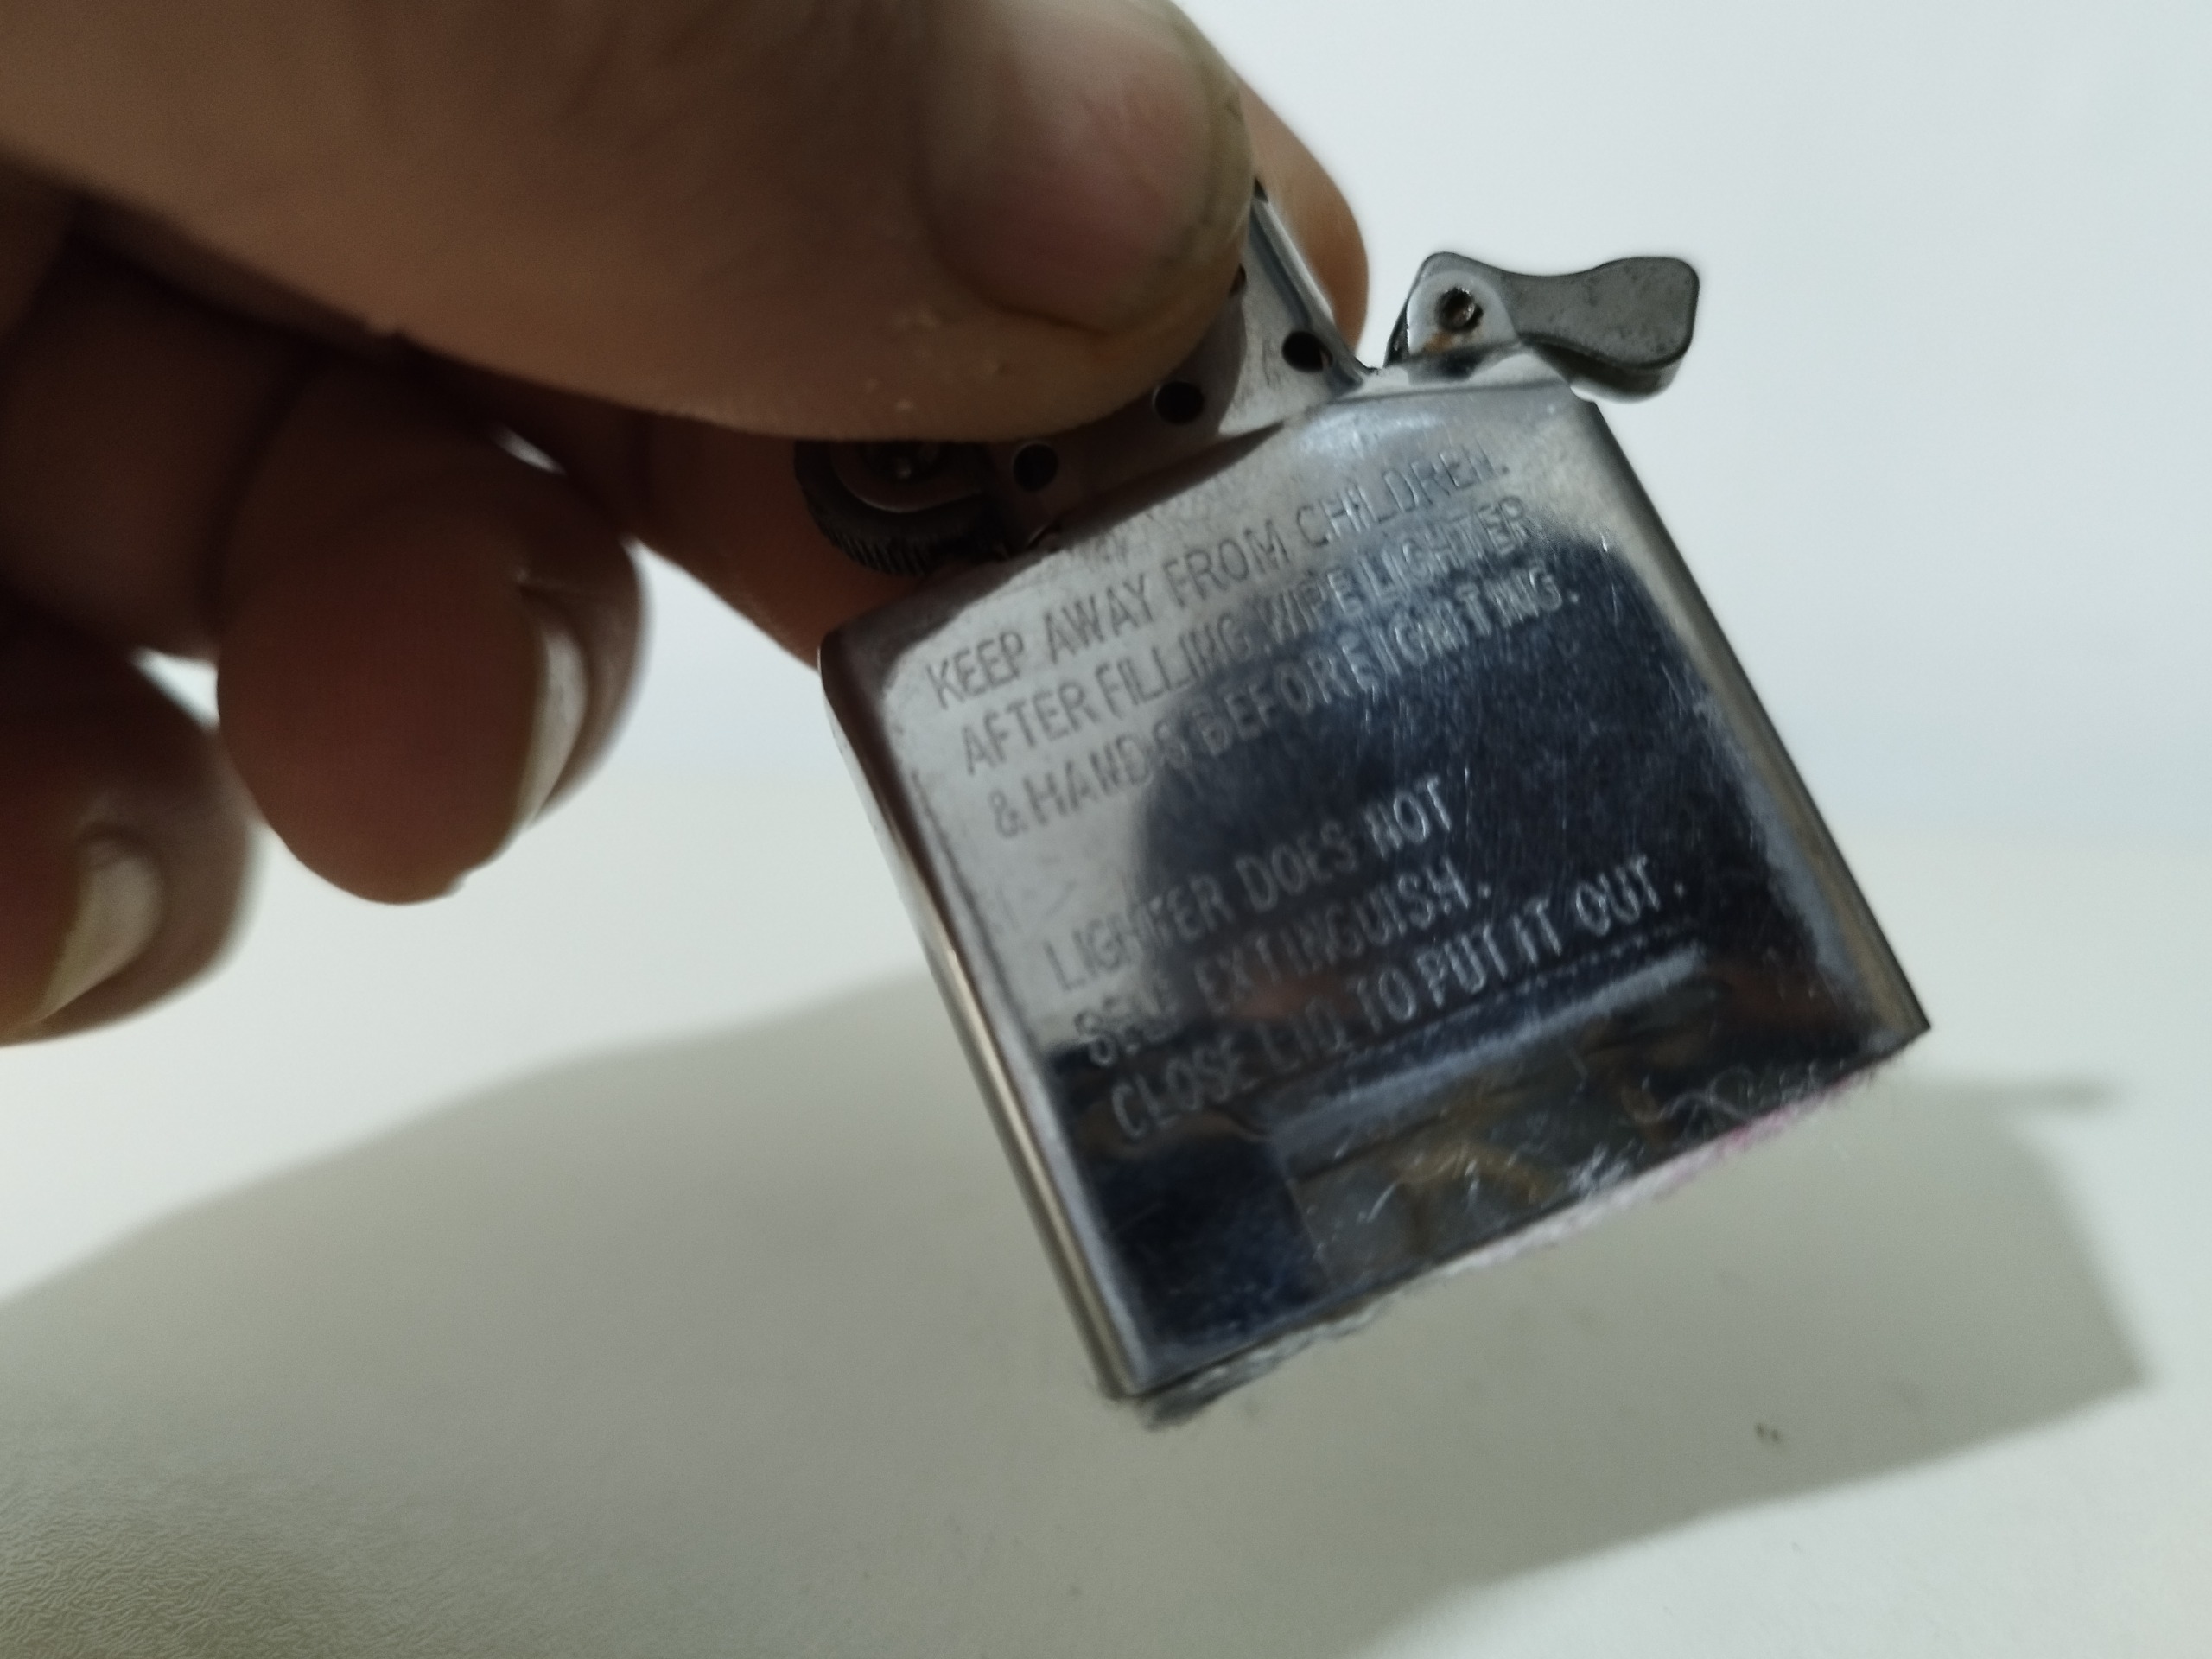 KEEP AWAY FROM CHILDREN.
AFTER FILLING, WIPE LIGHTER
& HANDS BEFORE IGNITING.
LIGHTER DOES NOT
SELF EXTINGUISH.
CLOSE LID TO PUT IT OUT.